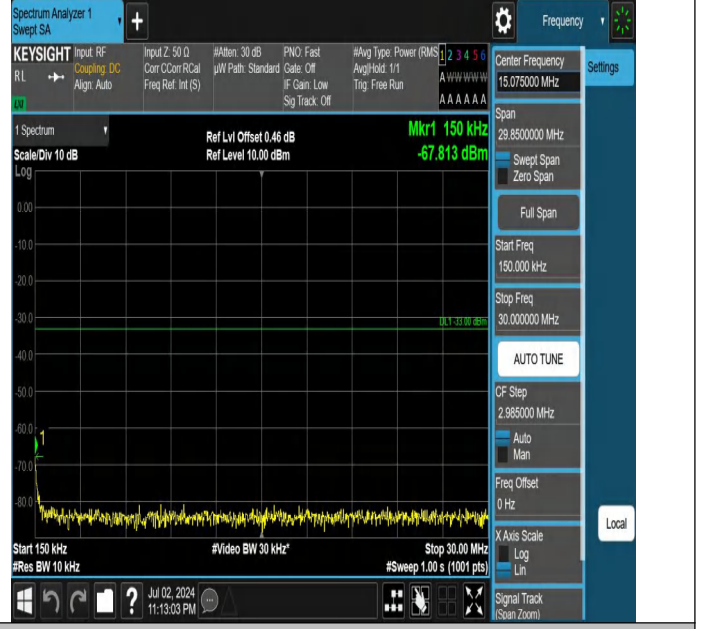 Spectrum Analyzer 1
Swept SA
Frequency
KEYSIGHT Input: RF Input Z: 50 Ω #Atten: 30 dB PNO: Fast #Avg Type: Power (RMS 1 2 3 4 5 6
RL Coupling: DC Corr CCorr RCal µW Path: Standard Gate: Off Avg|Hold: 1/1 A W W W W W
Align: Auto Freq Ref: Int (S) IF Gain: Low Trig: Free Run
LXI Sig Track: Off A A A A A A
1 Spectrum
Scale/Div 10 dB
Ref Lvl Offset 0.46 dB
Ref Level 10.00 dBm
Mkr1 150 kHz
-67.813 dBm
Log
0.00
-10.0
-20.0
-30.0
DL1 -33.00 dBm
-40.0
-50.0
-60.0
1
-70.0
-80.0
Start 150 kHz #Video BW 30 kHz* Stop 30.00 MHz
#Res BW 10 kHz #Sweep 1.00 s (1001 pts)
?
Jul 02, 2024
11:13:03 PM
Center Frequency
15.075000 MHz
Settings
Span
29.8500000 MHz
Swept Span
Zero Span
Full Span
Start Freq
150.000 kHz
Stop Freq
30.000000 MHz
AUTO TUNE
CF Step
2.985000 MHz
Auto
Man
Freq Offset
0 Hz
Local
X Axis Scale
Log
Lin
Signal Track
(Span Zoom)